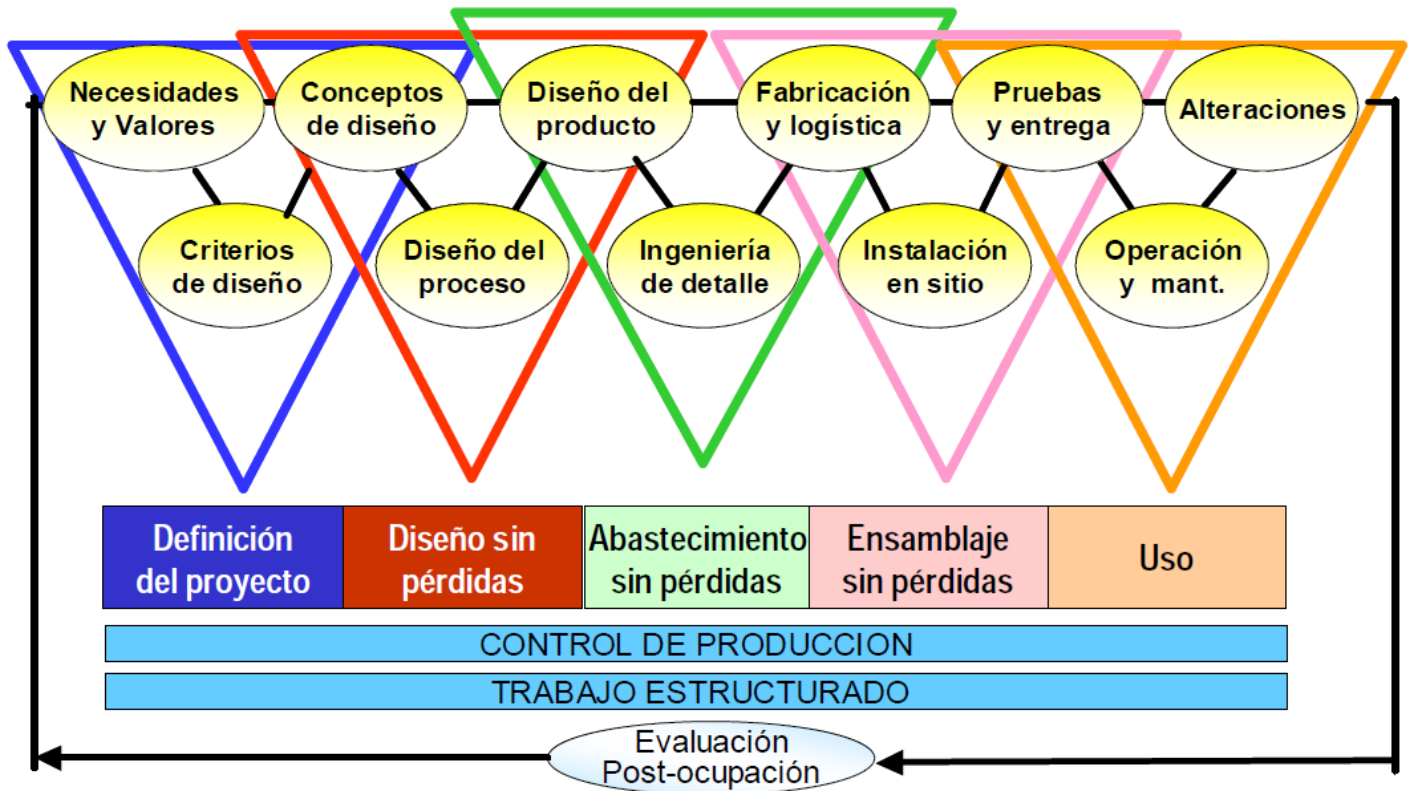 Necesidades
y Valores
Conceptos
de diseño
Diseño del
producto
Fabricación
y logística
Pruebas
y entrega
Alteraciones
Criterios
de diseño
Diseño del
proceso
Ingeniería
de detalle
Instalación
en sitio
Operación
y mant.
Definición
del proyecto
Diseño sin
pérdidas
Abastecimiento
sin pérdidas
Ensamblaje
sin pérdidas
Uso
CONTROL DE PRODUCCION
TRABAJO ESTRUCTURADO
Evaluación
Post-ocupación